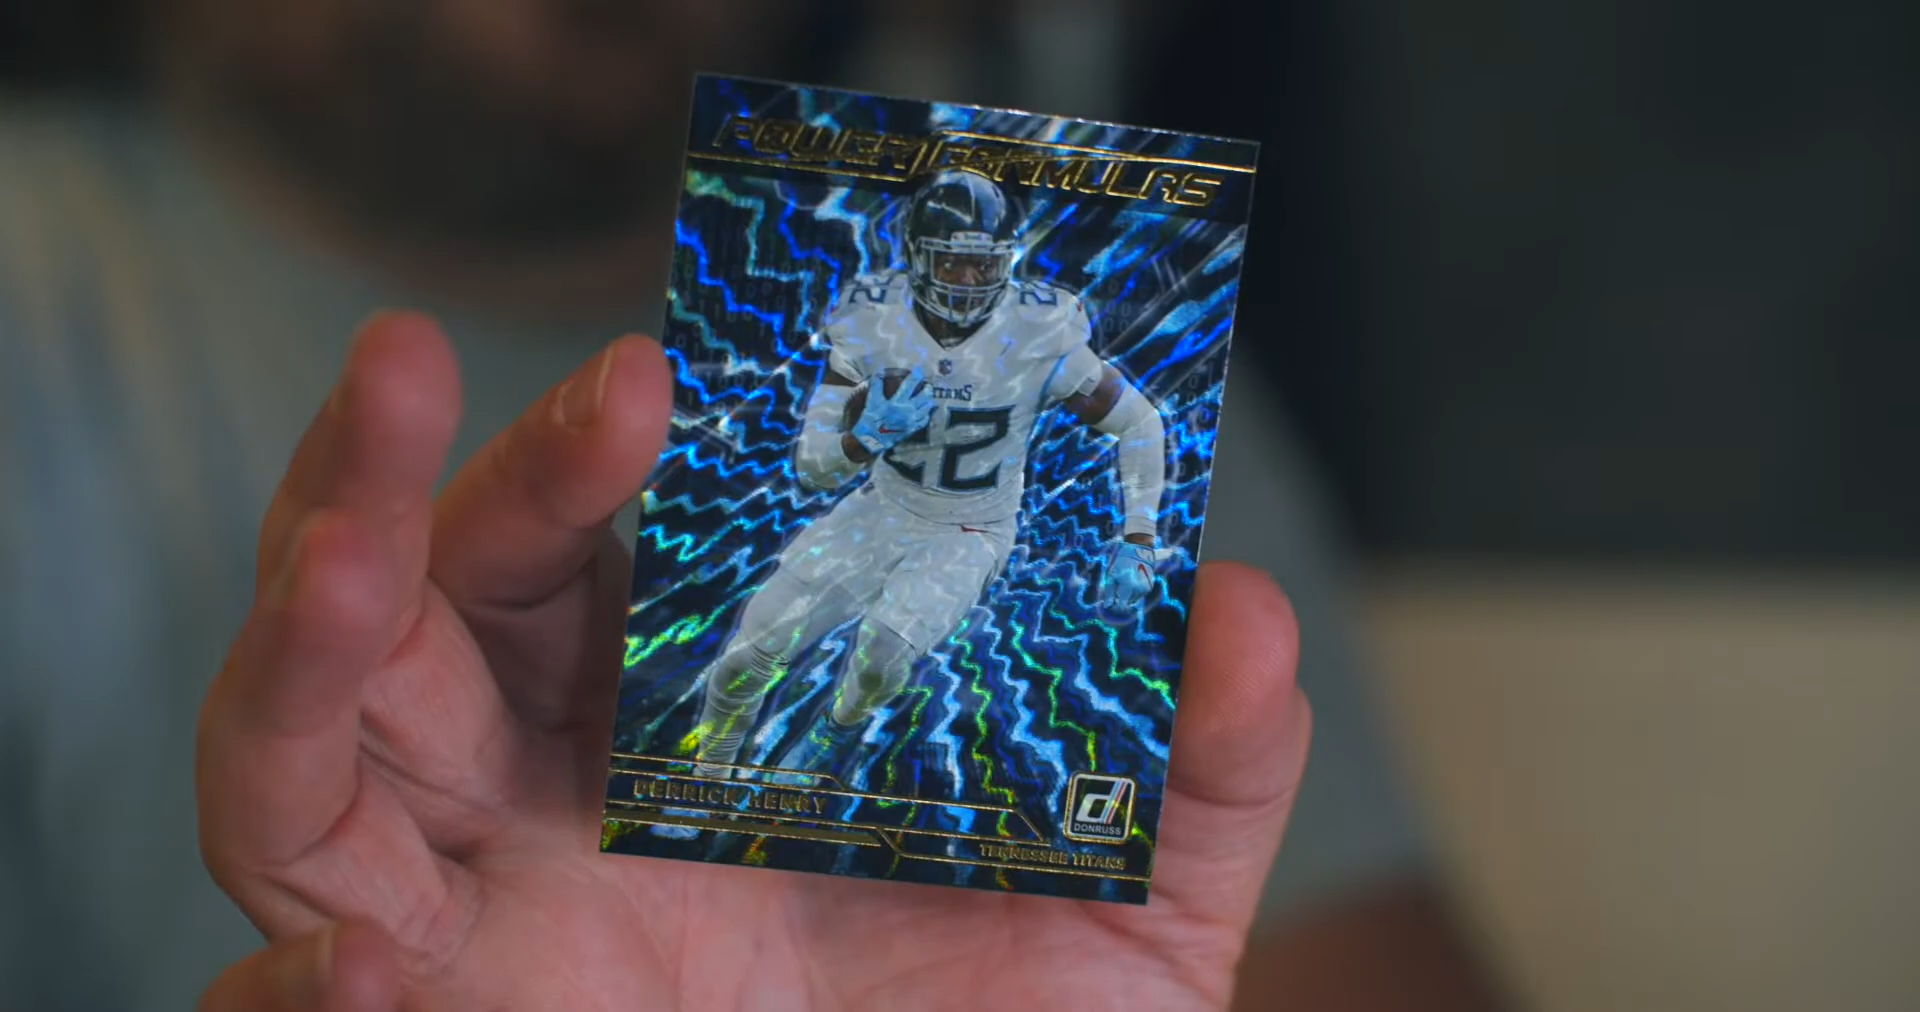 POWER FORMULAS
22
22
TITANS
22
DERRICK HENRY
DONRUSS
TENNESSEE TITANS